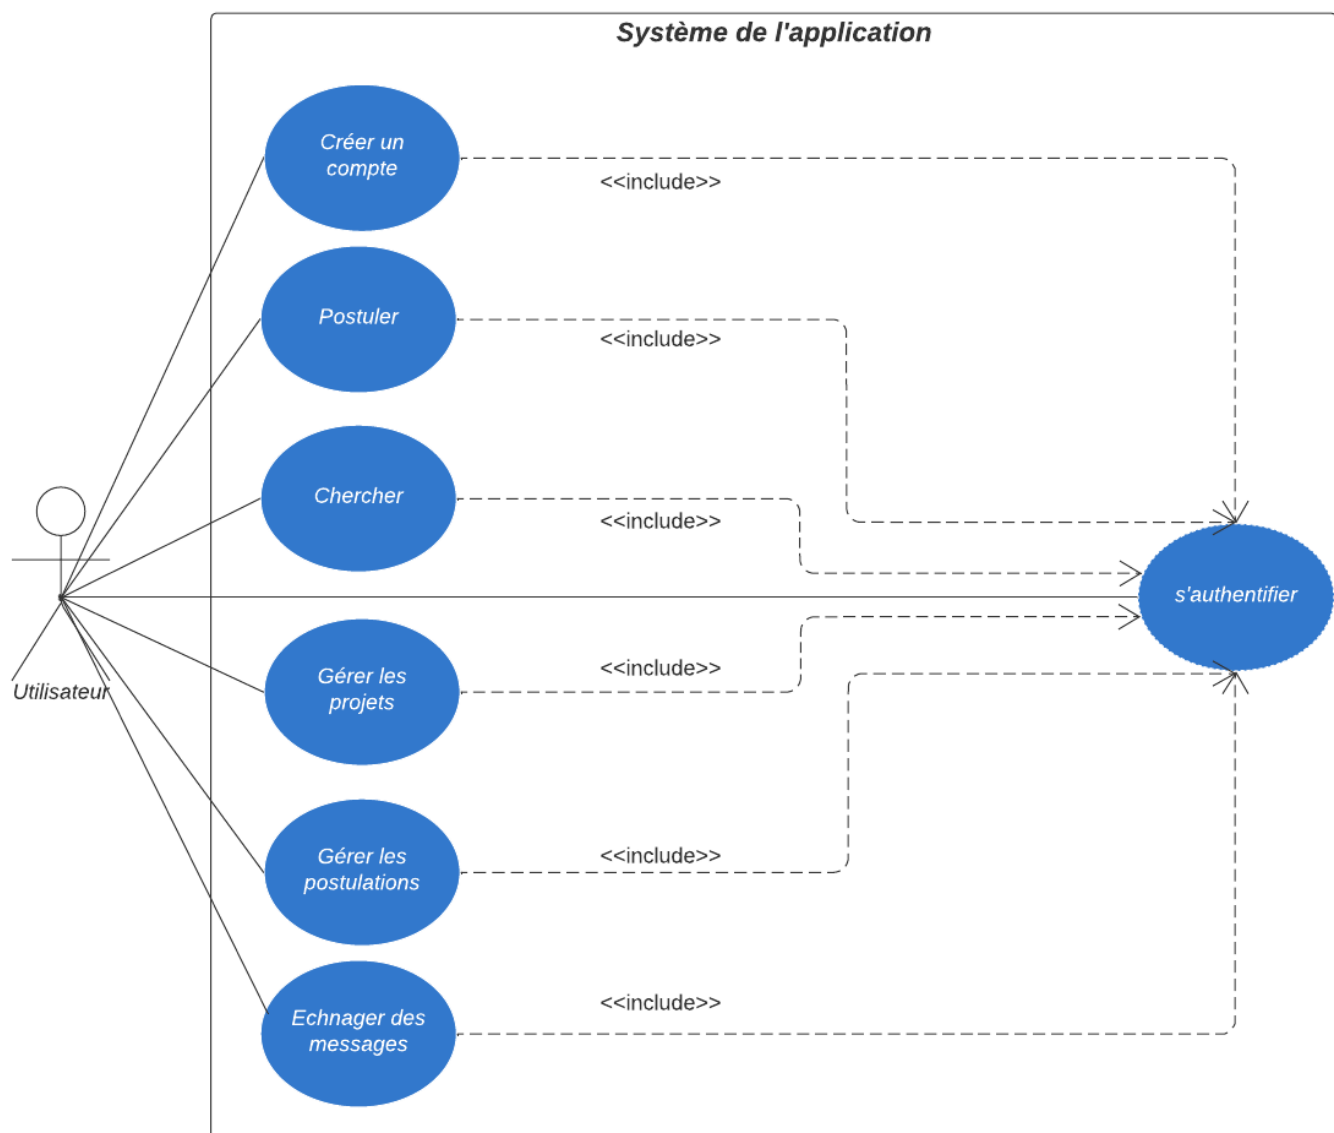 Système de l'application
Créer un
compte
<<include>>
Postuler
<<include>>
Chercher
<<include>>
s'authentifier
Utilisateur
Gérer les
projets
<<include>>
Gérer les
postulations
<<include>>
Echnager des
messages
<<include>>